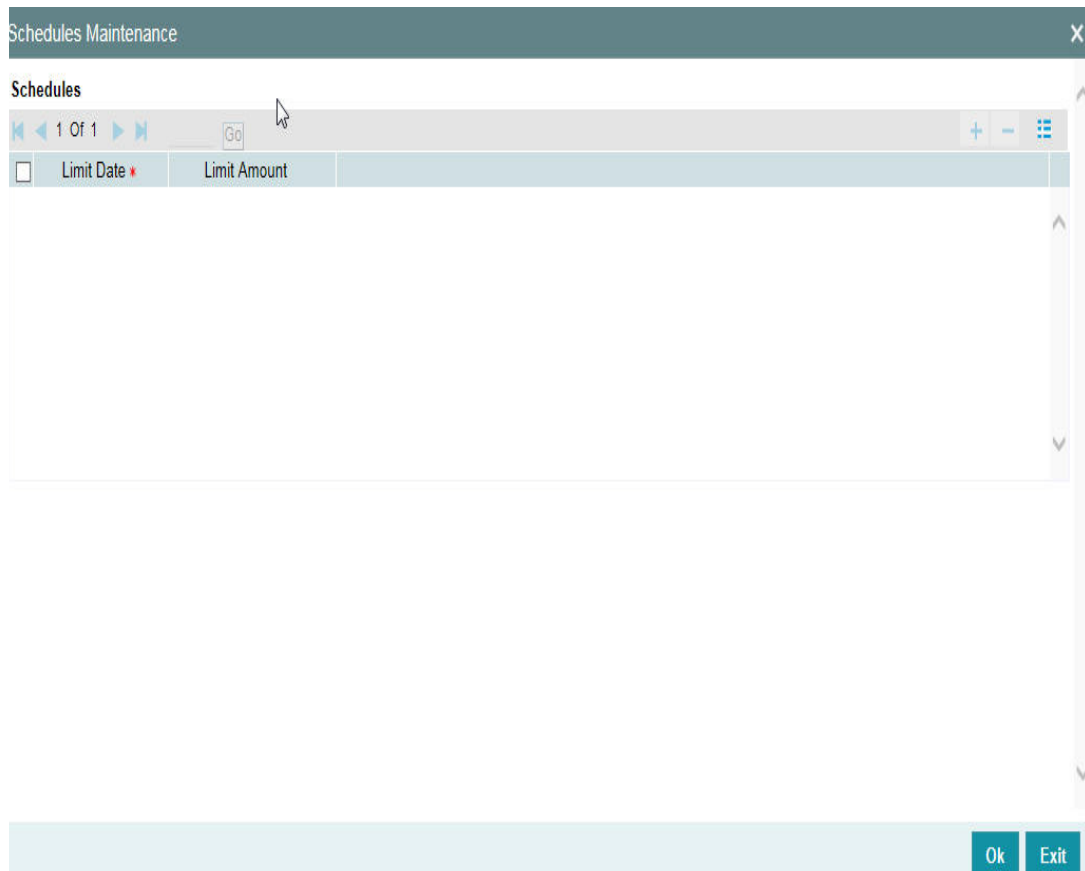 Schedules Maintenance X
Schedules
1 Of 1 Go + −
Limit Date * Limit Amount
Ok Exit